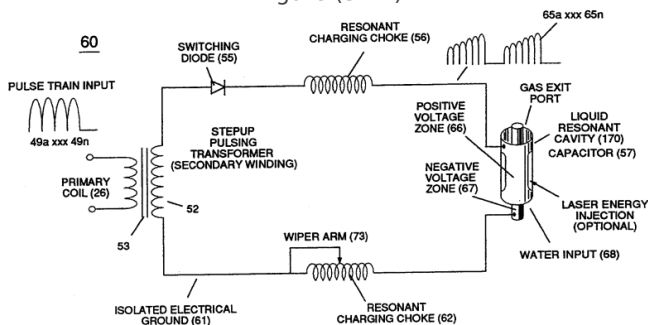 60
PULSE TRAIN INPUT
49a xxx 49n
PRIMARY
COIL (26)
53
52
SWITCHING
DIODE (55)
STEPUP
PULSING
TRANSFORMER
(SECONDARY WINDING)
RESONANT
CHARGING CHOKE (56)
65a xxx 65n
GAS EXIT
PORT
POSITIVE
VOLTAGE
ZONE (66)
LIQUID
RESONANT
CAVITY (170)
CAPACITOR (57)
NEGATIVE
VOLTAGE
ZONE (67)
LASER ENERGY
INJECTION
(OPTIONAL)
WATER INPUT (68)
WIPER ARM (73)
ISOLATED ELECTRICAL
GROUND (61)
RESONANT
CHARGING CHOKE (62)